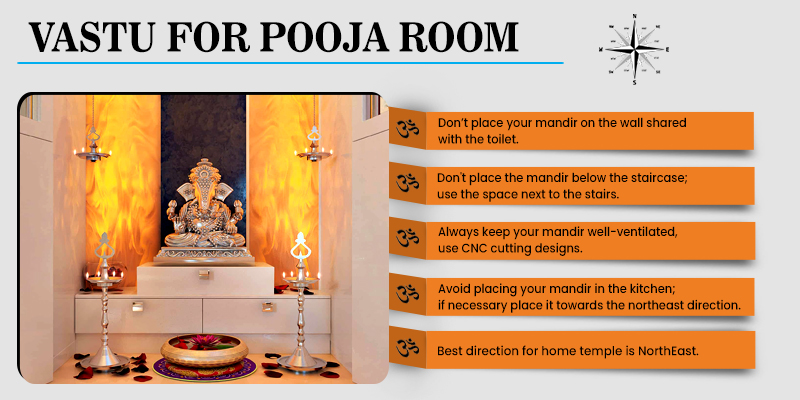 VASTU FOR POOJA ROOM
N
W
E
S
ॐ
Don't place your mandir on the wall shared
with the toilet.
ॐ
Don't place the mandir below the staircase;
use the space next to the stairs.
ॐ
Always keep your mandir well-ventilated,
use CNC cutting designs.
ॐ
Avoid placing your mandir in the kitchen;
if necessary place it towards the northeast direction.
ॐ
Best direction for home temple is NorthEast.